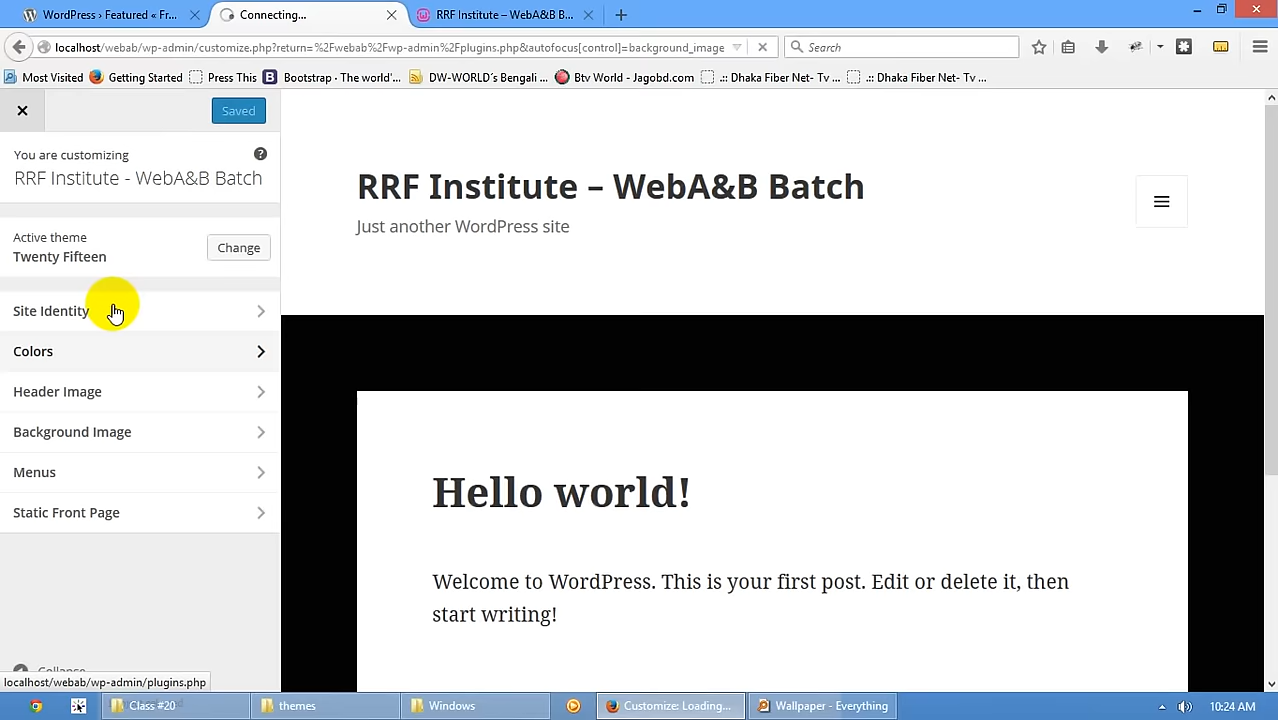 WordPress › Featured « Fr...
Connecting...
RRF Institute – WebA&B B...
localhost/webab/wp-admin/customize.php?return=%2Fwebab%2Fwp-admin%2Fplugins.php&autofocus[control]=background_image
Search
Most Visited
Getting Started
Press This
Bootstrap · The world'...
DW-WORLD's Bengali ...
Btv World - Jagobd.com
.:: Dhaka Fiber Net- Tv ...
.:: Dhaka Fiber Net- Tv ...
Saved
You are customizing
RRF Institute - WebA&B Batch
Active theme
Twenty Fifteen
Change
Site Identity
Colors
Header Image
Background Image
Menus
Static Front Page
Collapse
localhost/webab/wp-admin/plugins.php
RRF Institute – WebA&B Batch
Just another WordPress site
Hello world!
Welcome to WordPress. This is your first post. Edit or delete it, then
start writing!
Class #20
themes
Windows
Customize: Loading...
Wallpaper - Everything
10:24 AM